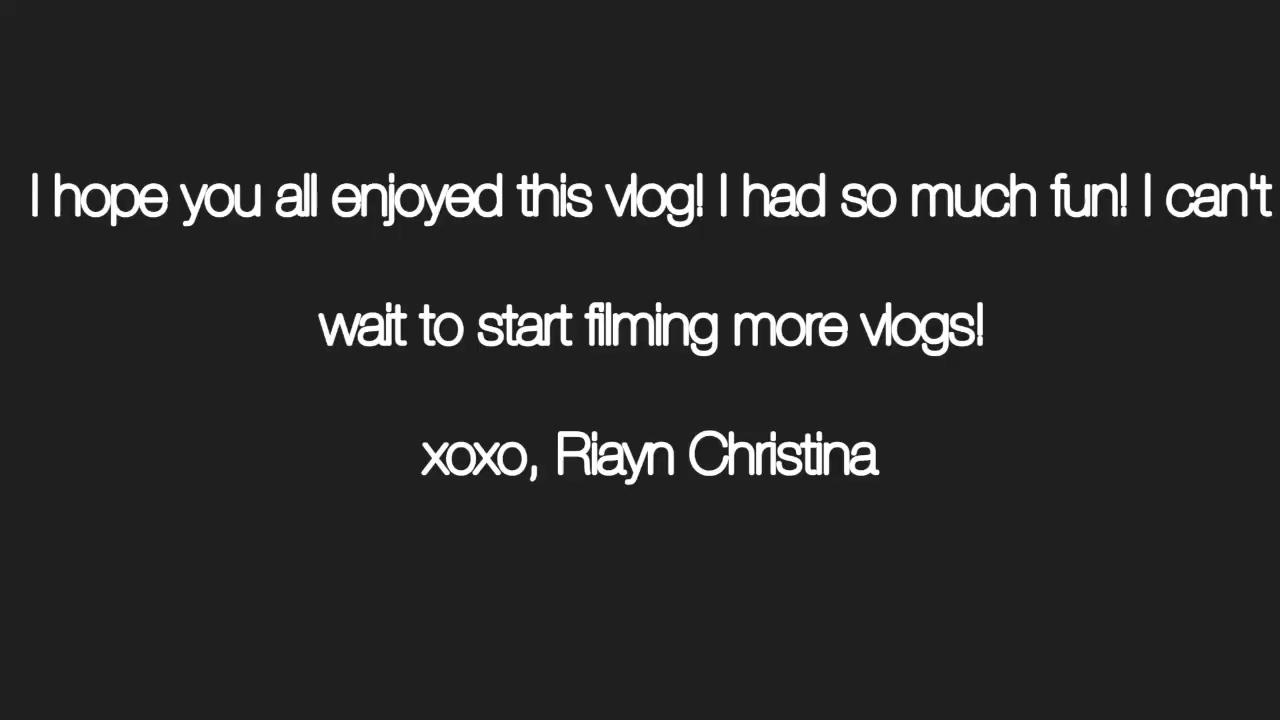 I hope you all enjoyed this vlog! I had so much fun! I can't
wait to start filming more vlogs!
xoxo, Riayn Christina